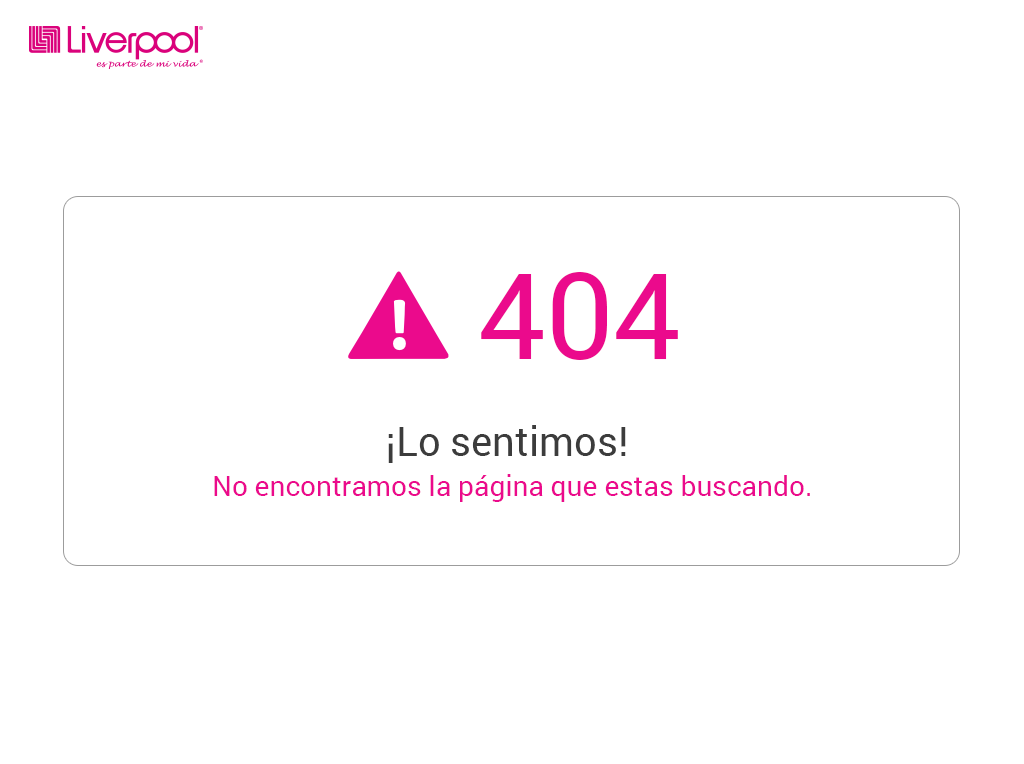 Liverpool®
es parte de mi vida®
404
¡Lo sentimos!
No encontramos la página que estas buscando.